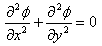 ∂²ϕ/∂x² + ∂²ϕ/∂y² = 0